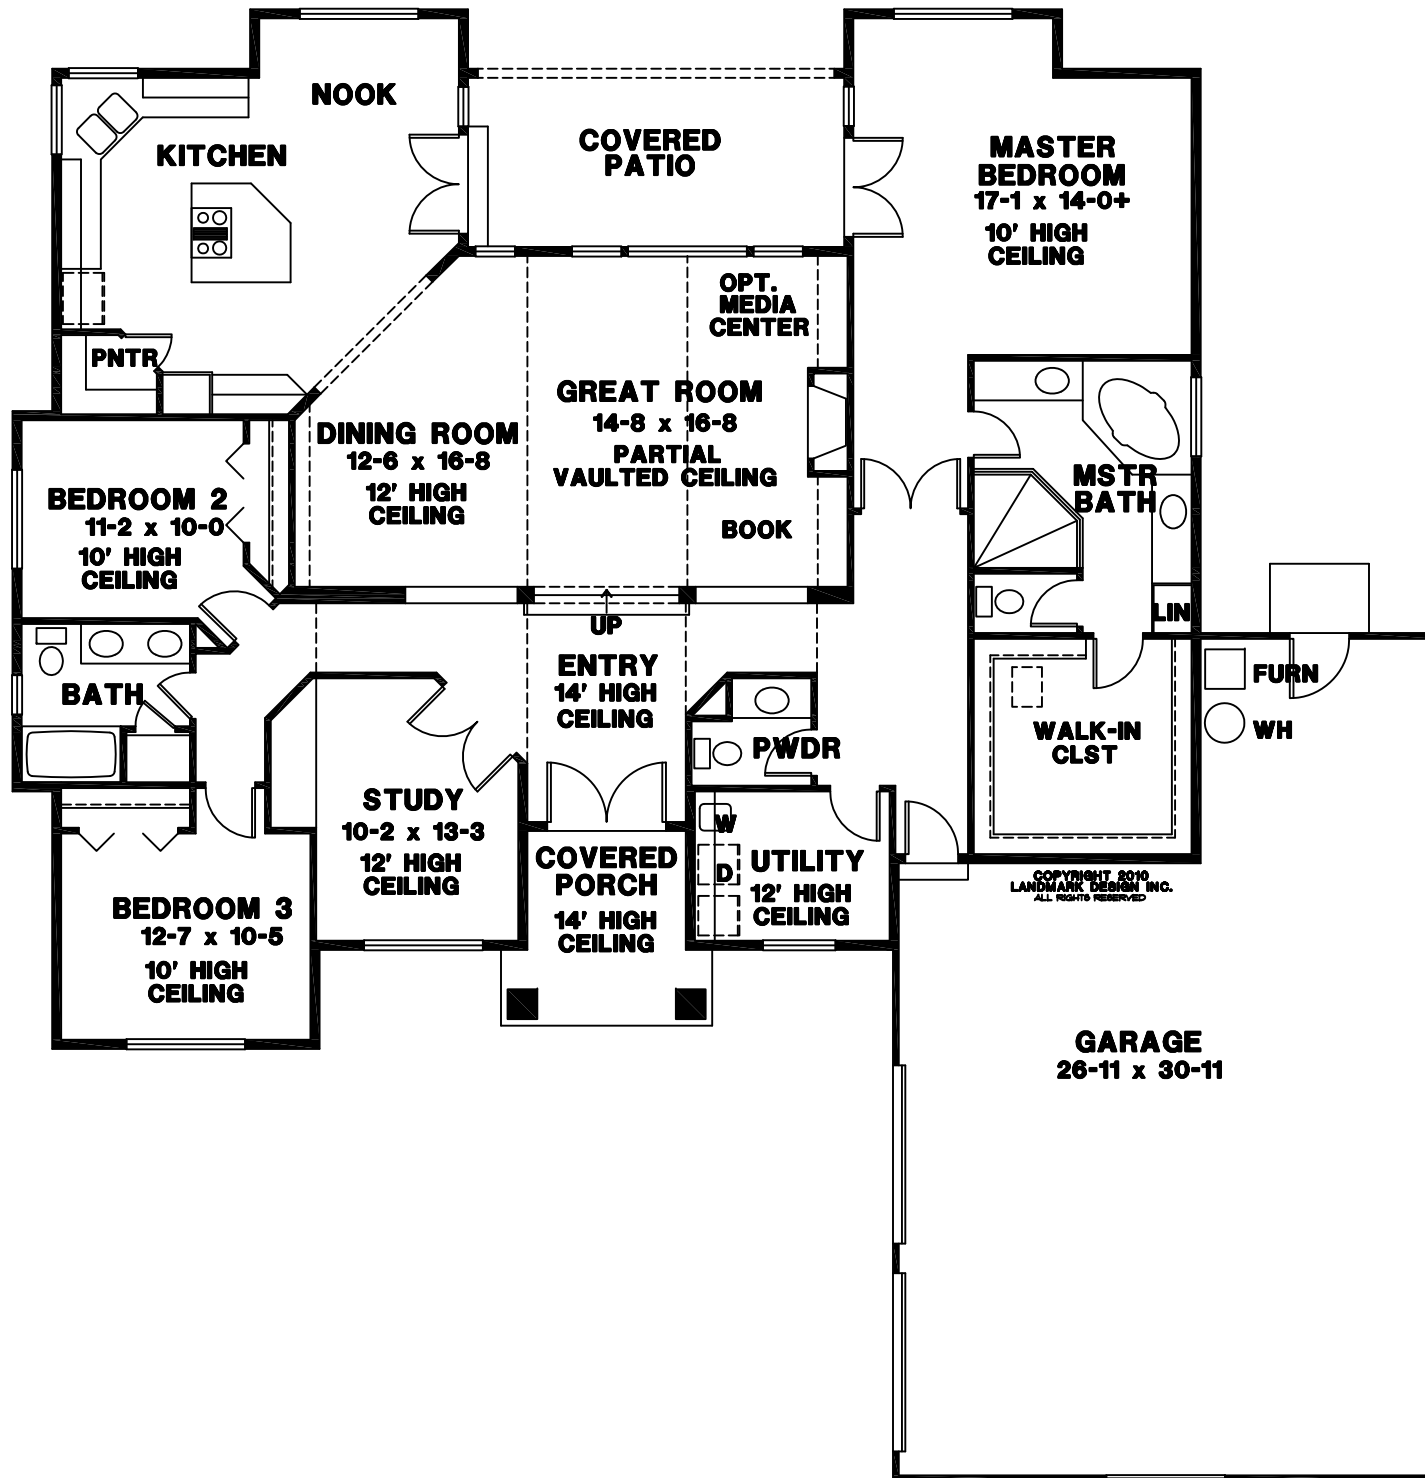 NOOK
KITCHEN
COVERED
PATIO
MASTER
BEDROOM
17-1 x 14-0+
10' HIGH
CEILING
OPT.
MEDIA
CENTER
PNTR
GREAT ROOM
14-8 x 16-8
PARTIAL
VAULTED CEILING
DINING ROOM
12-6 x 16-8
12' HIGH
CEILING
BOOK
MSTR
BATH
BEDROOM 2
11-2 x 10-0
10' HIGH
CEILING
LIN
UP
ENTRY
14' HIGH
CEILING
BATH
FURN
WH
WALK-IN
CLST
PWDR
STUDY
10-2 x 13-3
12' HIGH
CEILING
W
D
UTILITY
12' HIGH
CEILING
COVERED
PORCH
14' HIGH
CEILING
COPYRIGHT 2010
LANDMARK DESIGN INC.
ALL RIGHTS RESERVED
BEDROOM 3
12-7 x 10-5
10' HIGH
CEILING
GARAGE
26-11 x 30-11